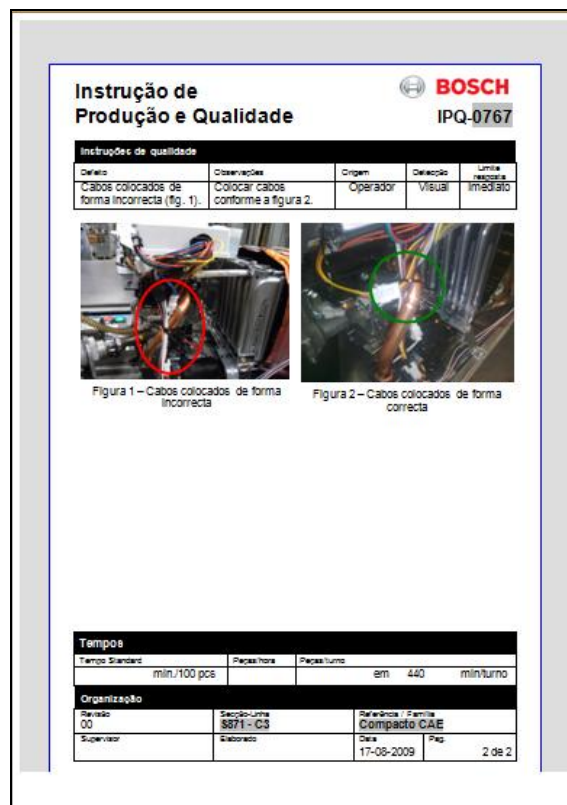 Instrução de
Produção e Qualidade
BOSCH
IPQ-0767
Instruções de qualidade
Defeito Observações Origem Detecção Limite resposta
Cabos colocados de forma incorrecta (fig. 1). Colocar cabos conforme a figura 2. Operador Visual Imediato
Figura 1 – Cabos colocados de forma
incorrecta
Figura 2 – Cabos colocados de forma
correcta
Tempos
Tempo Standard Peças/hora Peças/turno
min./100 pcs em 440 min/turno
Organização
Revisão Secção-Linha Referência / Família
00 $871 - C3 Compacto CAE
Supervisor Elaborado Data Pag.
17-08-2009 2 de 2